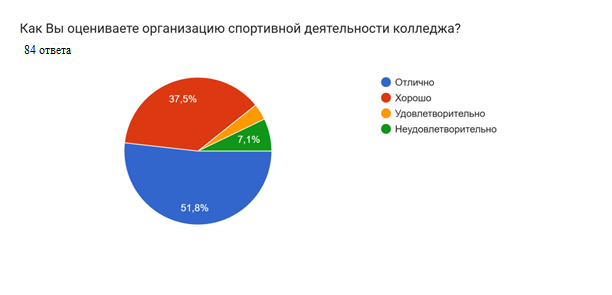 Как Вы оцениваете организацию спортивной деятельности колледжа?
84 ответа
37,5%
7,1%
51,8%
Отлично
Хорошо
Удовлетворительно
Неудовлетворительно